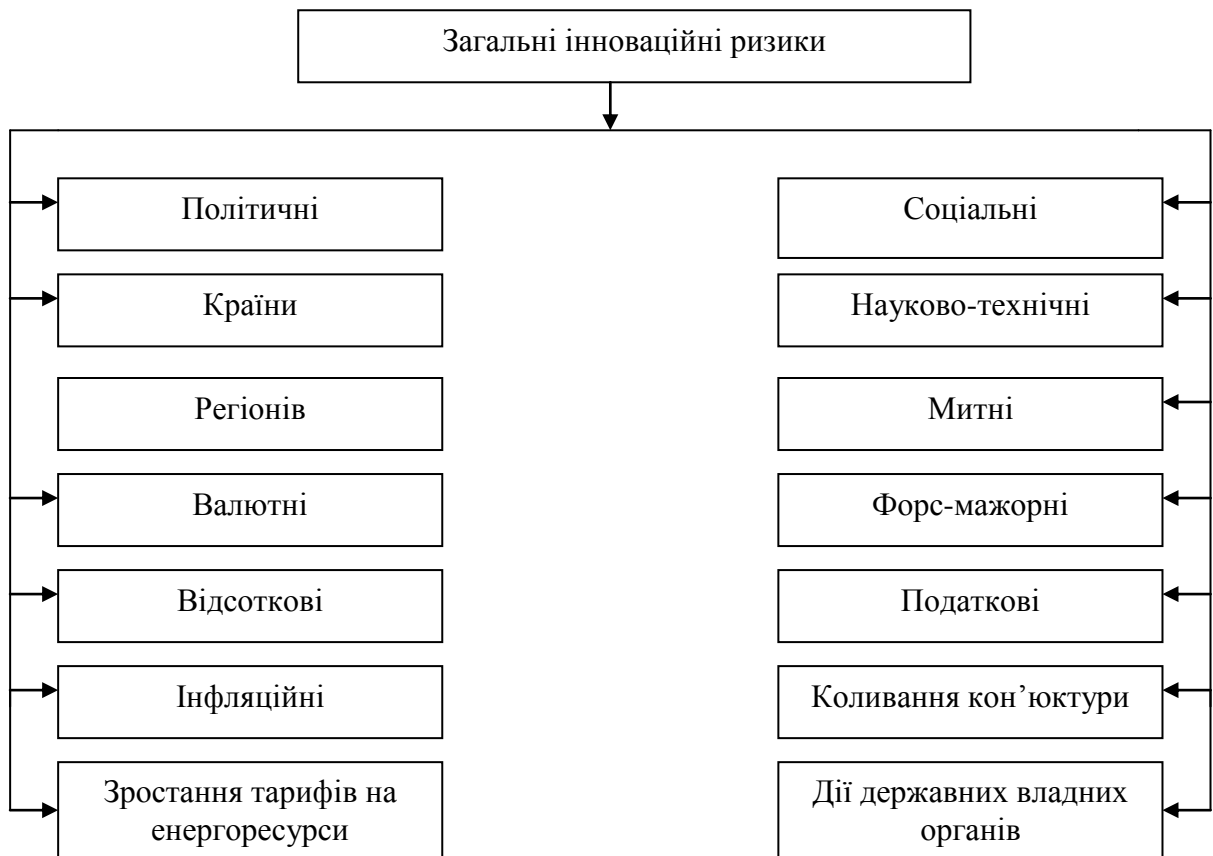 Загальні інноваційні ризики
Політичні
Країни
Регіонів
Валютні
Відсоткові
Інфляційні
Зростання тарифів на
енергоресурси
Соціальні
Науково-технічні
Митні
Форс-мажорні
Податкові
Коливання кон’юктури
Дії державних владних
органів